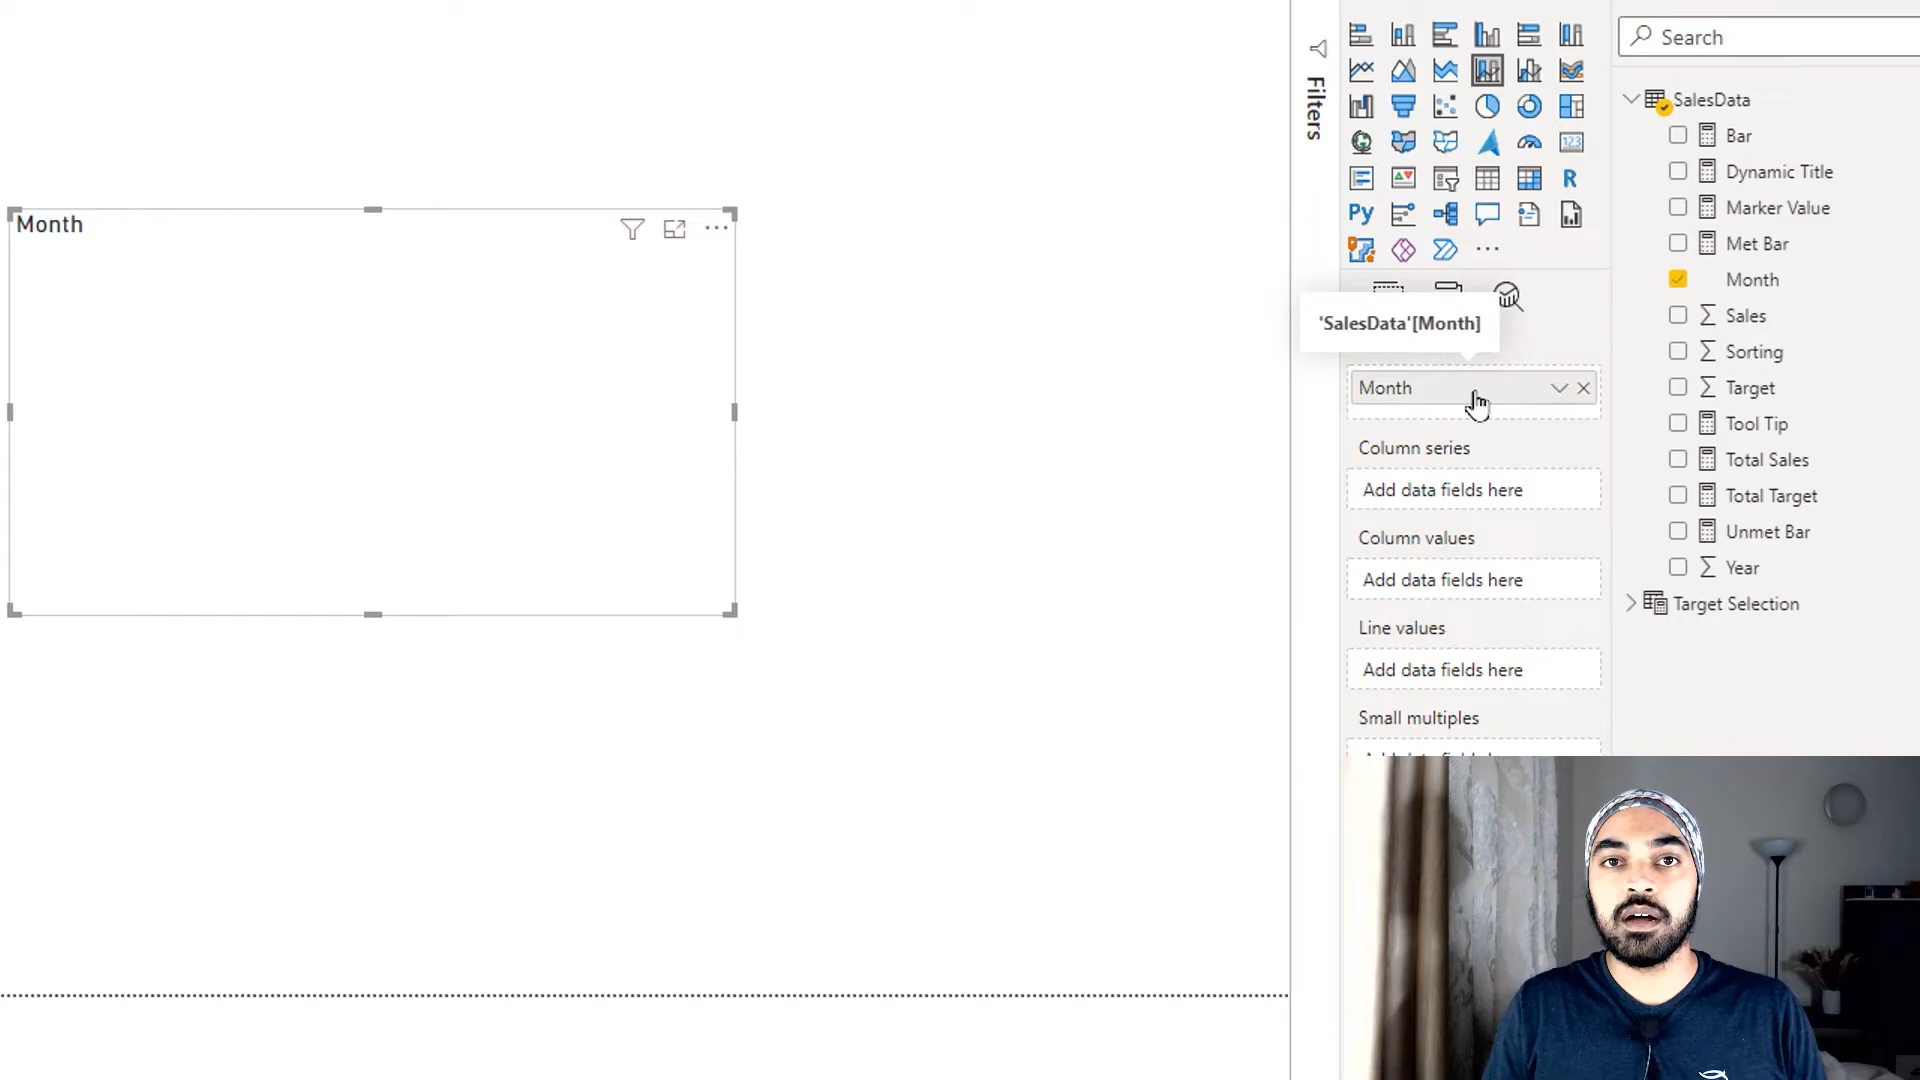 Month
Filters
123
R
Py
'SalesData'[Month]
Month
Column series
Add data fields here
Column values
Add data fields here
Line values
Add data fields here
Small multiples
Search
SalesData
Bar
Dynamic Title
Marker Value
Met Bar
Month
Sales
Sorting
Target
Tool Tip
Total Sales
Total Target
Unmet Bar
Year
Target Selection